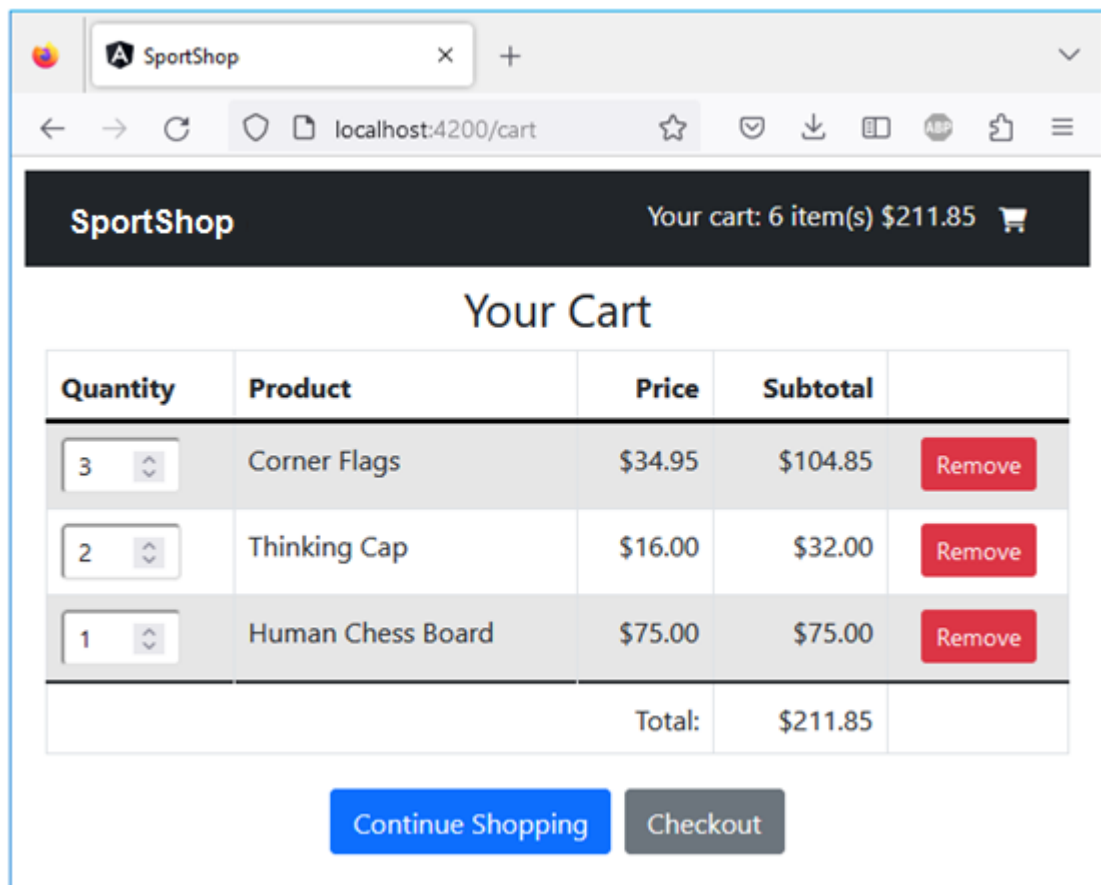 SportShop
localhost:4200/cart
ABP
SportShop Your cart: 6 item(s) $211.85
Your Cart
Quantity Product Price Subtotal
3 Corner Flags $34.95 $104.85 Remove
2 Thinking Cap $16.00 $32.00 Remove
1 Human Chess Board $75.00 $75.00 Remove
Total: $211.85
Continue Shopping Checkout